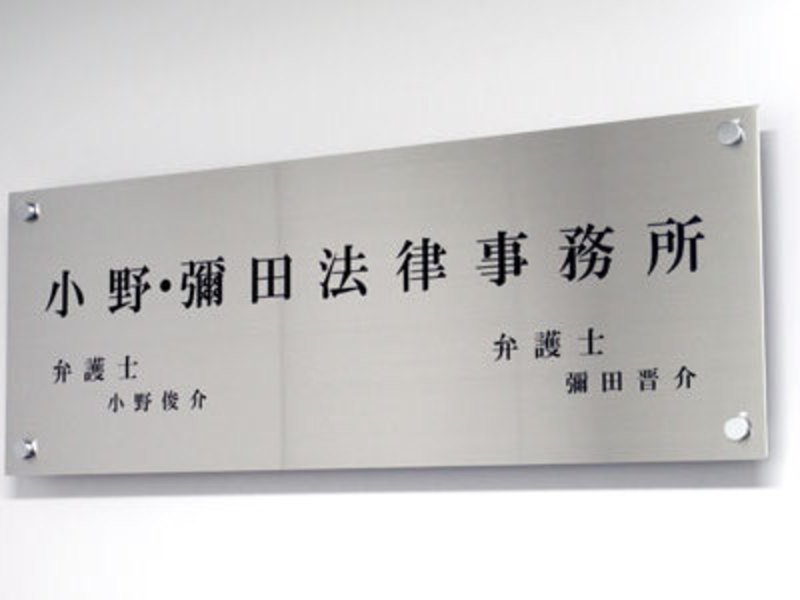 小野・彌田法律事務所
弁護士
小野俊介
弁護士
彌田晋介